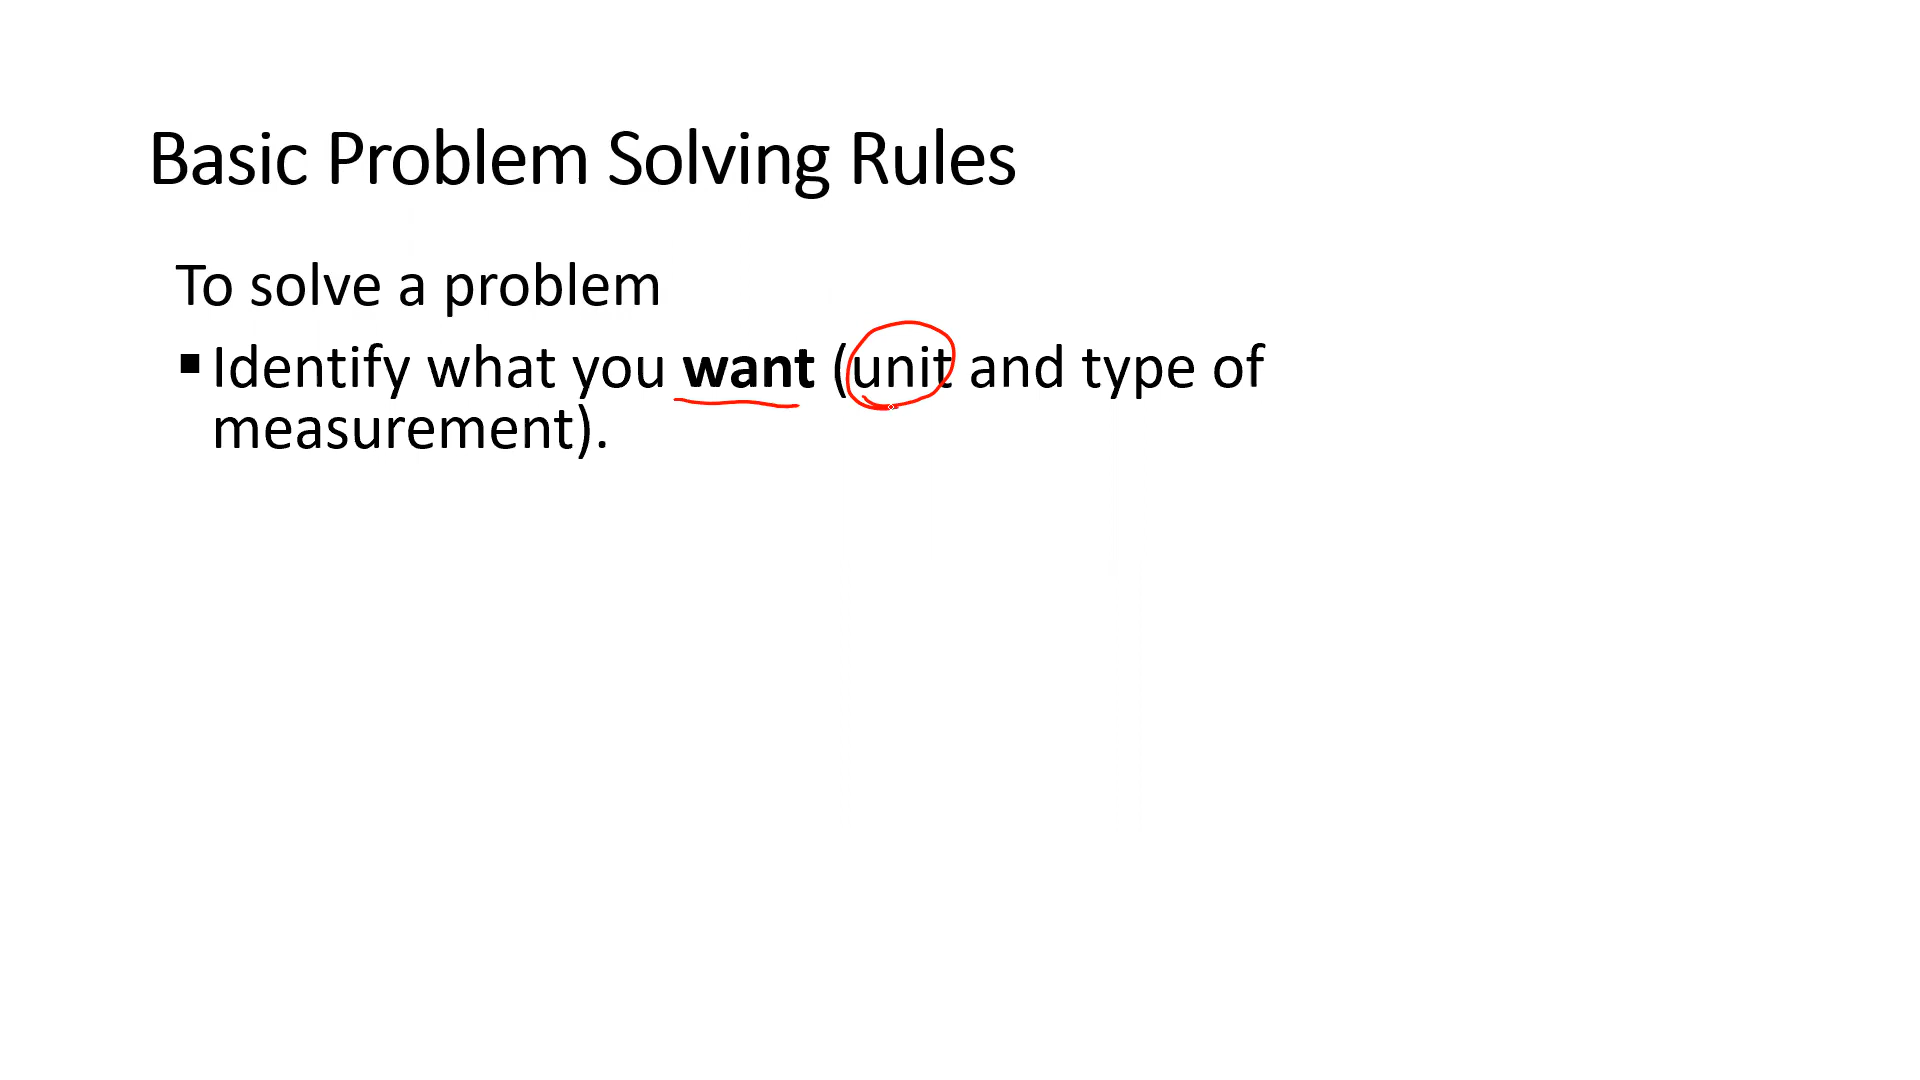 Basic Problem Solving Rules
To solve a problem
▪ Identify what you want (unit and type of
measurement).